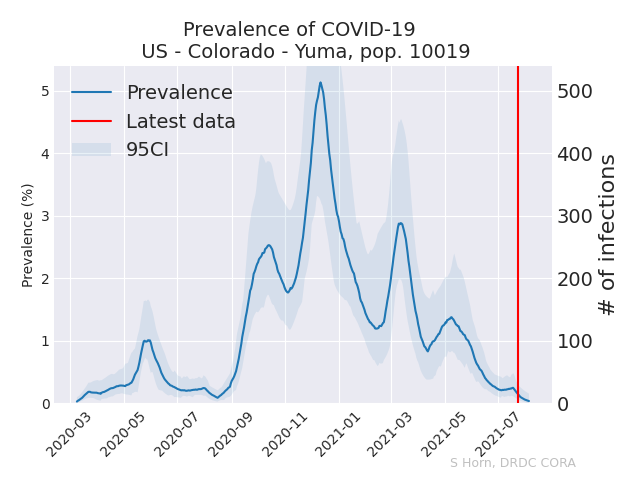 Prevalence of COVID-19
US - Colorado - Yuma, pop. 10019
Prevalence
Latest data
95CI
Prevalence (%)
5
4
3
2
1
0
# of infections
500
400
300
200
100
0
2020-03
2020-05
2020-07
2020-09
2020-11
2021-01
2021-03
2021-05
2021-07
S Horn, DRDC CORA